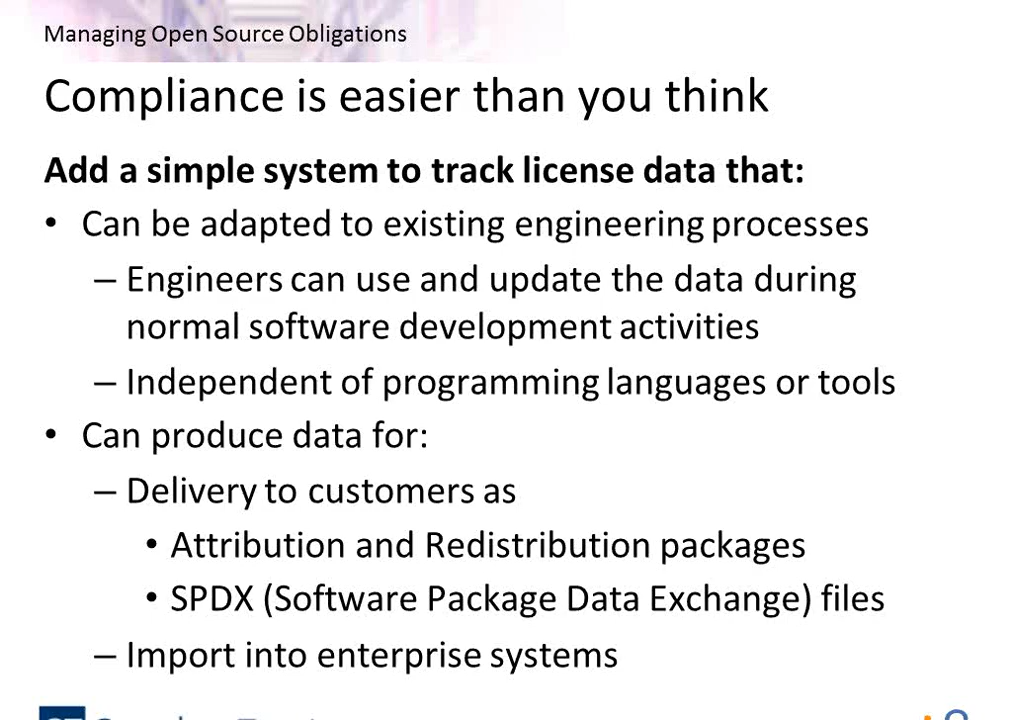 Managing Open Source Obligations
Compliance is easier than you think
Add a simple system to track license data that:
• Can be adapted to existing engineering processes
– Engineers can use and update the data during
normal software development activities
– Independent of programming languages or tools
• Can produce data for:
– Delivery to customers as
• Attribution and Redistribution packages
• SPDX (Software Package Data Exchange) files
– Import into enterprise systems